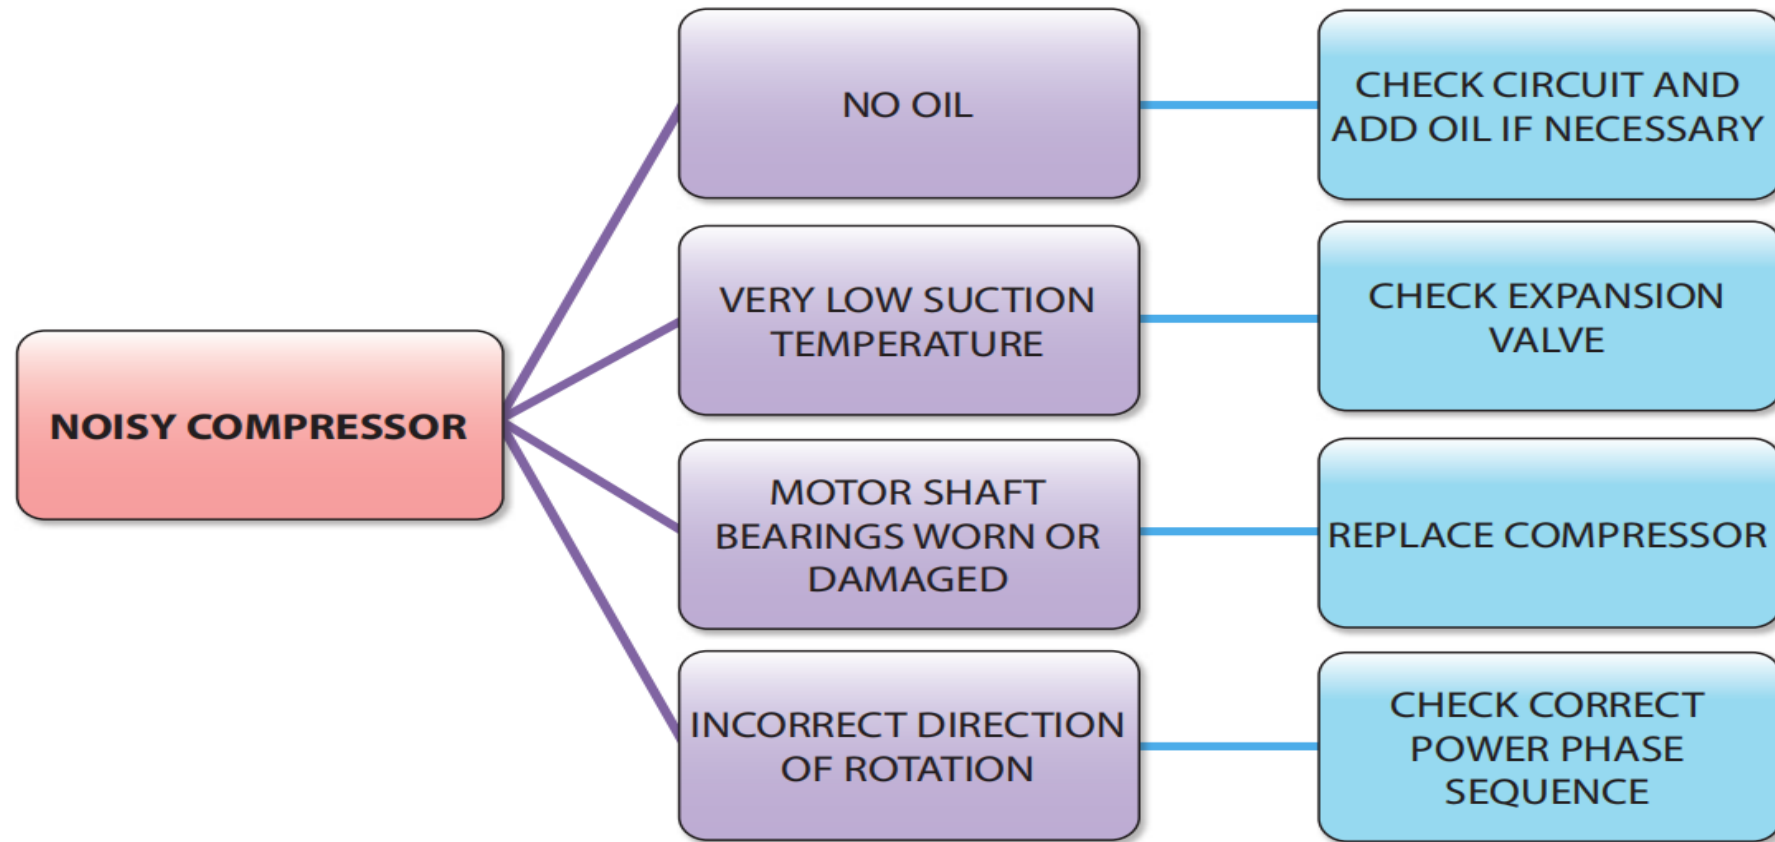 NOISY COMPRESSOR
NO OIL
CHECK CIRCUIT AND
ADD OIL IF NECESSARY
VERY LOW SUCTION
TEMPERATURE
CHECK EXPANSION
VALVE
MOTOR SHAFT
BEARINGS WORN OR
DAMAGED
REPLACE COMPRESSOR
INCORRECT DIRECTION
OF ROTATION
CHECK CORRECT
POWER PHASE
SEQUENCE